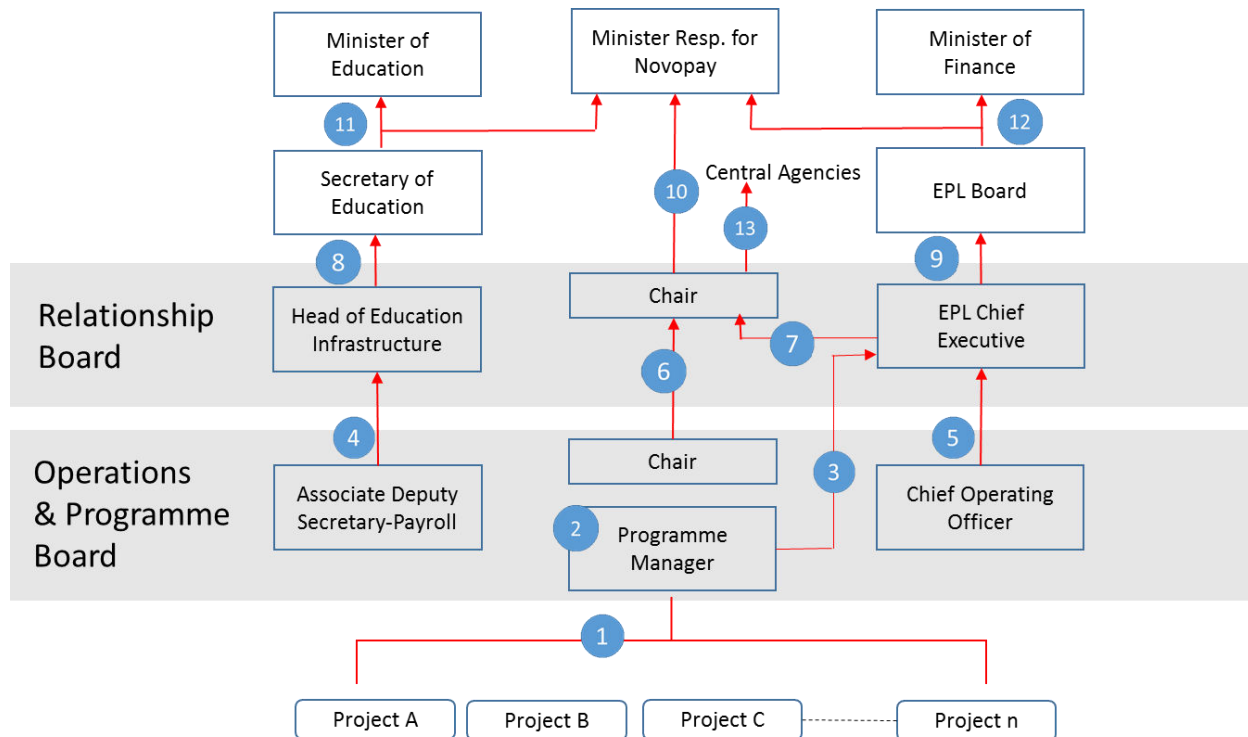 Minister of
Education
Minister Resp. for
Novopay
Minister of
Finance
11
12
Secretary of
Education
10
Central Agencies
13
EPL Board
8
9
Relationship
Board
Head of Education
Infrastructure
Chair
7
EPL Chief
Executive
6
4
5
Operations
& Programme
Board
Associate Deputy
Secretary-Payroll
Chair
3
Chief Operating
Officer
2
Programme
Manager
1
Project A
Project B
Project C
Project n